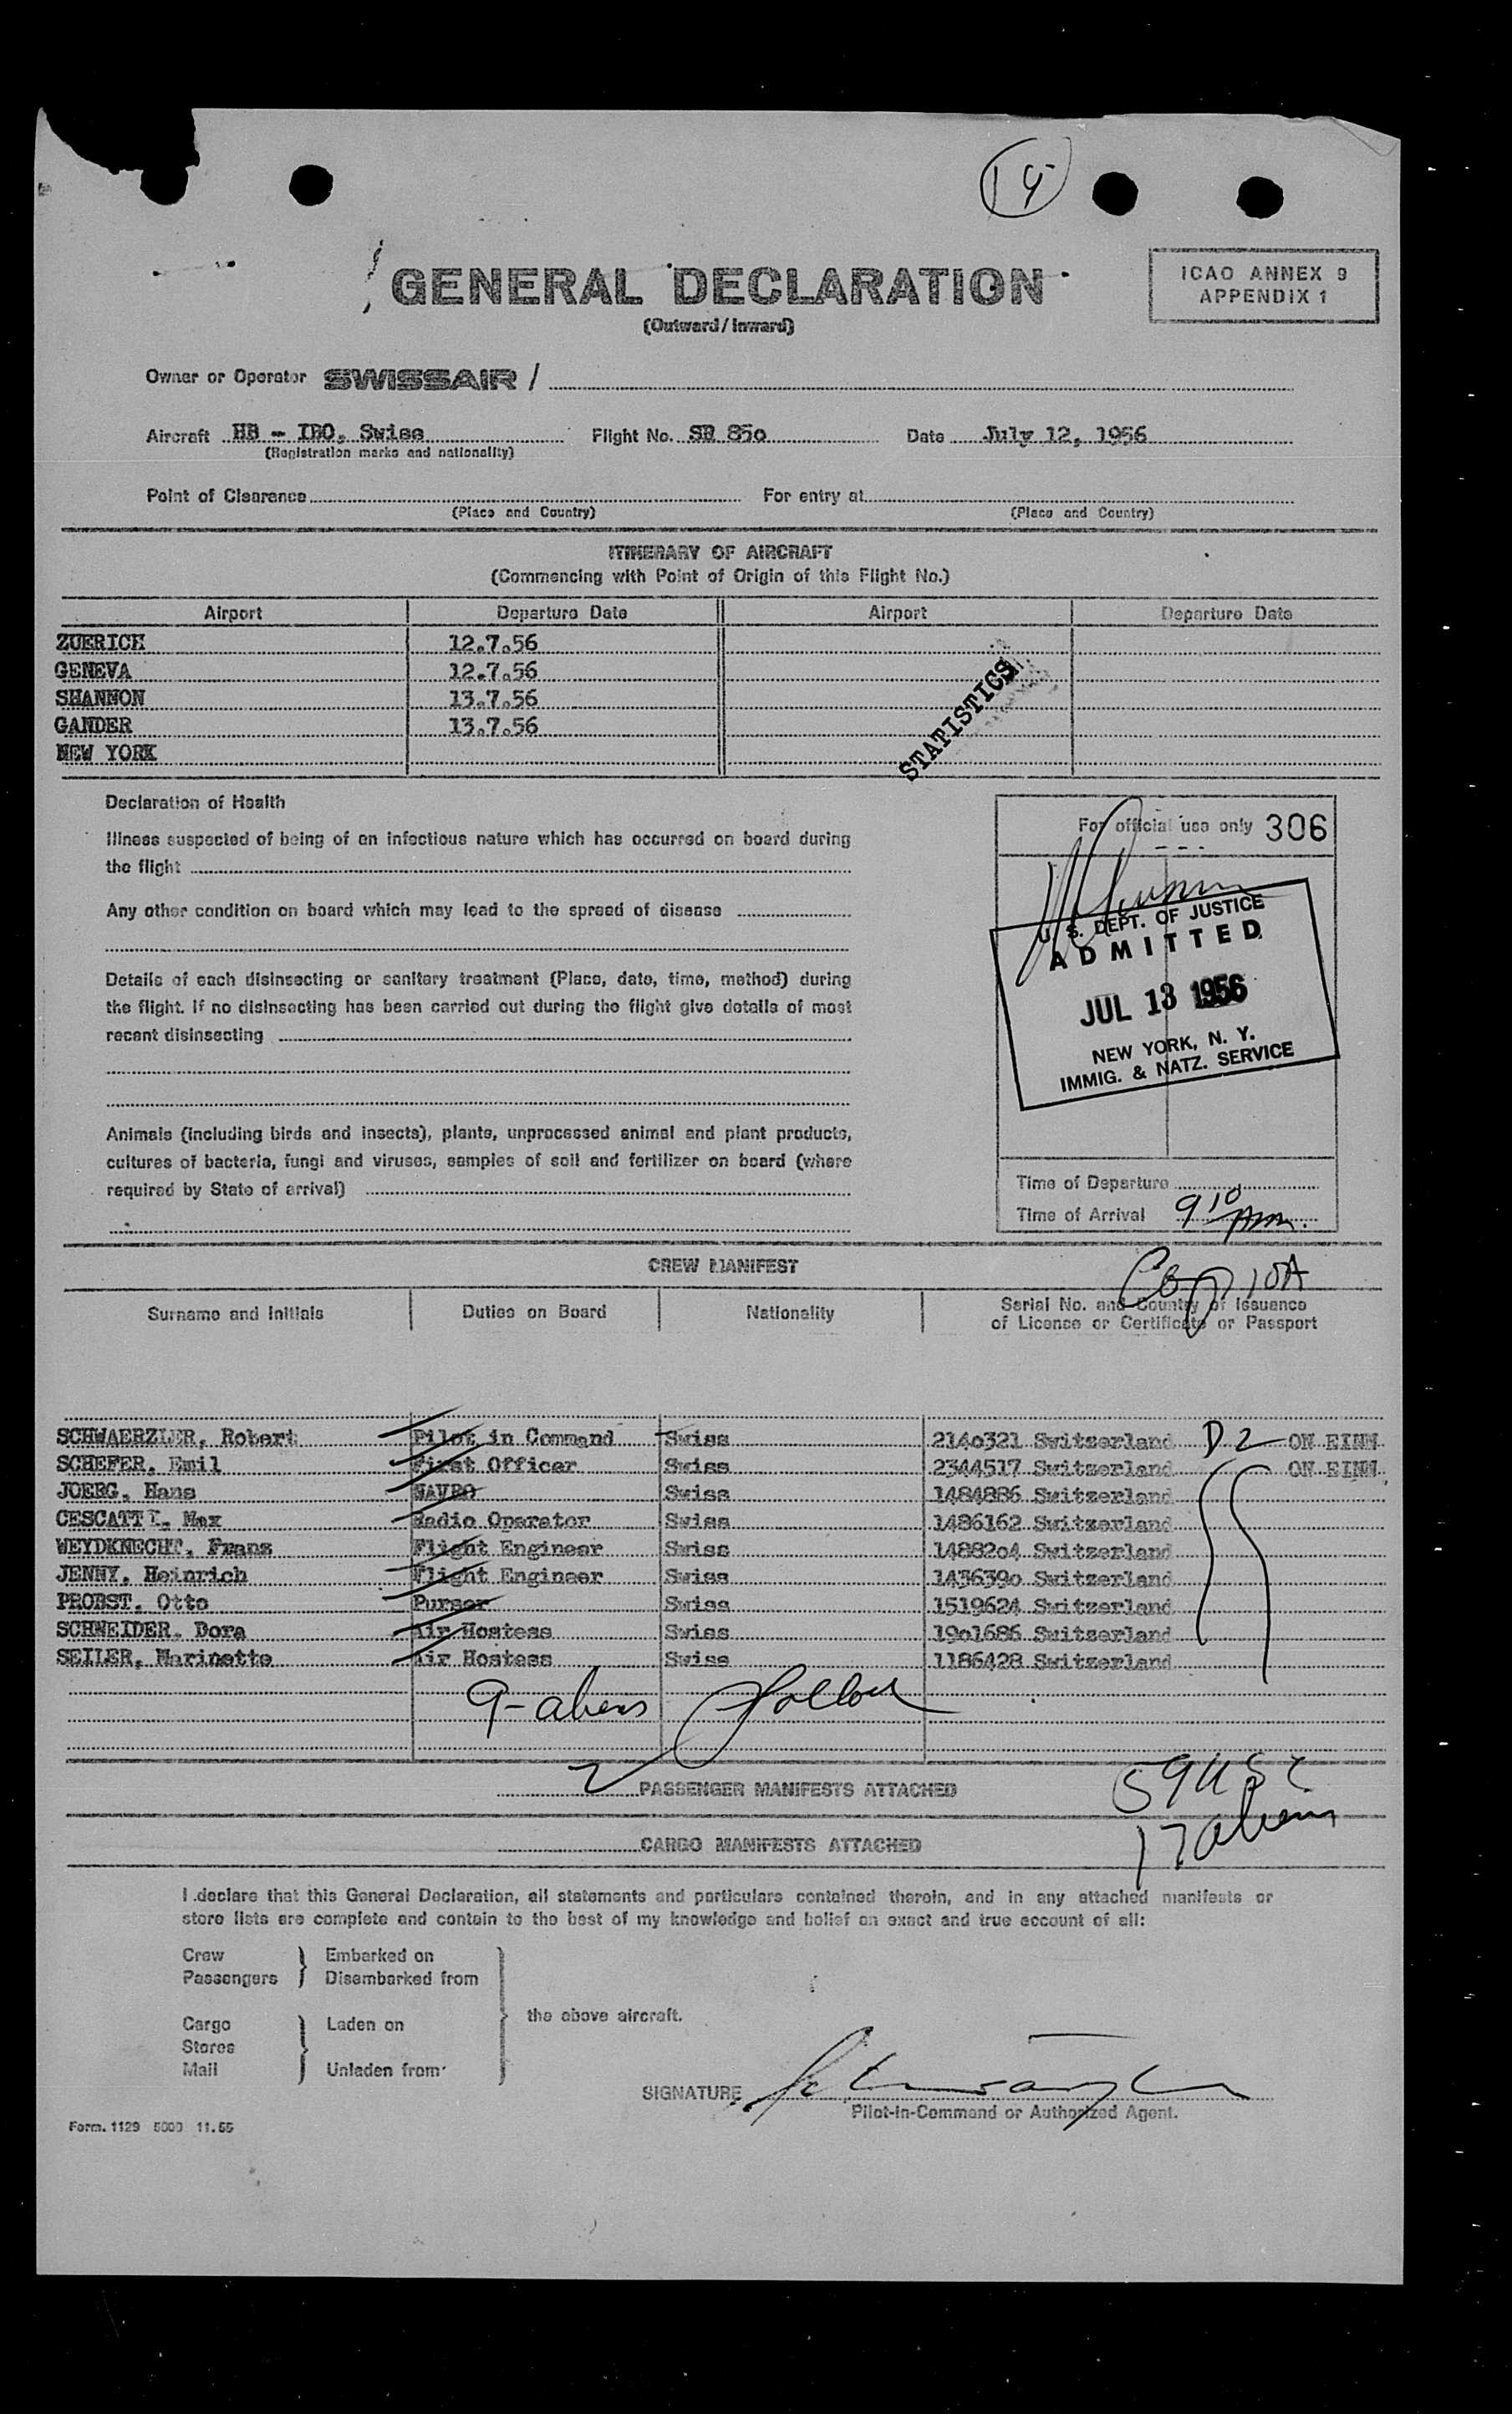 14
GENERAL DECLARATION
(Outward / Inward)
ICAO ANNEX 9
APPENDIX 1
Owner or Operator SWISSAIR /
Aircraft HB - IBO, Swiss Flight No. SR 85o Date July 12, 1956
(Registration marks and nationality)
Point of Clearance For entry at
(Place and Country) (Place and Country)
ITINERARY OF AIRCRAFT
(Commencing with Point of Origin of this Flight No.)
Airport Departure Date Airport Departure Date
ZUERICH 12.7.56
GENEVA 12.7.56
SHANNON 13.7.56
GANDER 13.7.56
NEW YORK
STATISTICS
Declaration of Health
Illness suspected of being of an infectious nature which has occurred on board during
the flight
Any other condition on board which may lead to the spread of disease
Details of each disinsecting or sanitary treatment (Place, date, time, method) during
the flight. If no disinsecting has been carried out during the flight give details of most
recent disinsecting
Animals (including birds and insects), plants, unprocessed animal and plant products,
cultures of bacteria, fungi and viruses, samples of soil and fertilizer on board (where
required by State of arrival)
For official use only 306
U. S. DEPT. OF JUSTICE
ADMITTED
JUL 13 1956
NEW YORK, N. Y.
IMMIG. & NATZ. SERVICE
Time of Departure
Time of Arrival 9 10
CREW MANIFEST
Surname and Initials Duties on Board Nationality Serial No. and Country of Issuance
of Licence or Certificate or Passport
SCHWAERZLER, Robert Pilot in Command Swiss 214o321 Switzerland D2 ON EINM
SCHEFER, Emil First Officer Swiss 2344517 Switzerland ON EINM
JOERG, Hans NAVRO Swiss 1484886 Switzerland
CESCATTI, Max Radio Operator Swiss 1486162 Switzerland
WEYDKNECHT, Frans Flight Engineer Swiss 14882o4 Switzerland
JENNY, Heinrich Flight Engineer Swiss 143639o Switzerland
PROBST, Otto Purser Swiss 1519624 Switzerland
SCHNEIDER, Dora Air Hostess Swiss 19o1686 Switzerland
SEILER, Marinette Air Hostess Swiss 1186428 Switzerland
9 - aliens
2 PASSENGER MANIFESTS ATTACHED
59 USC
17 aliens
CARGO MANIFESTS ATTACHED
I declare that this General Declaration, all statements and particulars contained therein, and in any attached manifests or
store lists are complete and contain to the best of my knowledge and belief an exact and true account of all:
Crew Embarked on
Passengers Disembarked from
the above aircraft.
Cargo Laden on
Stores
Mail Unladen from
SIGNATURE
Pilot-in-Command or Authorized Agent.
Form. 1129 5000 11.55